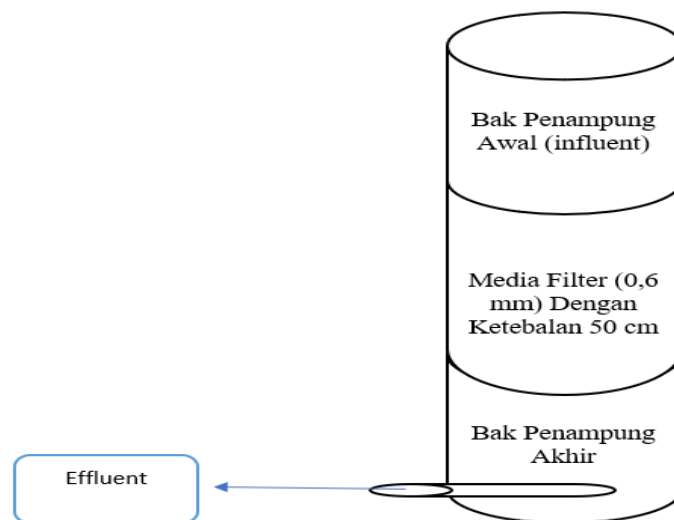 Bak Penampung
Awal (influent)
Media Filter (0,6
mm) Dengan
Ketebalan 50 cm
Bak Penampung
Akhir
Effluent